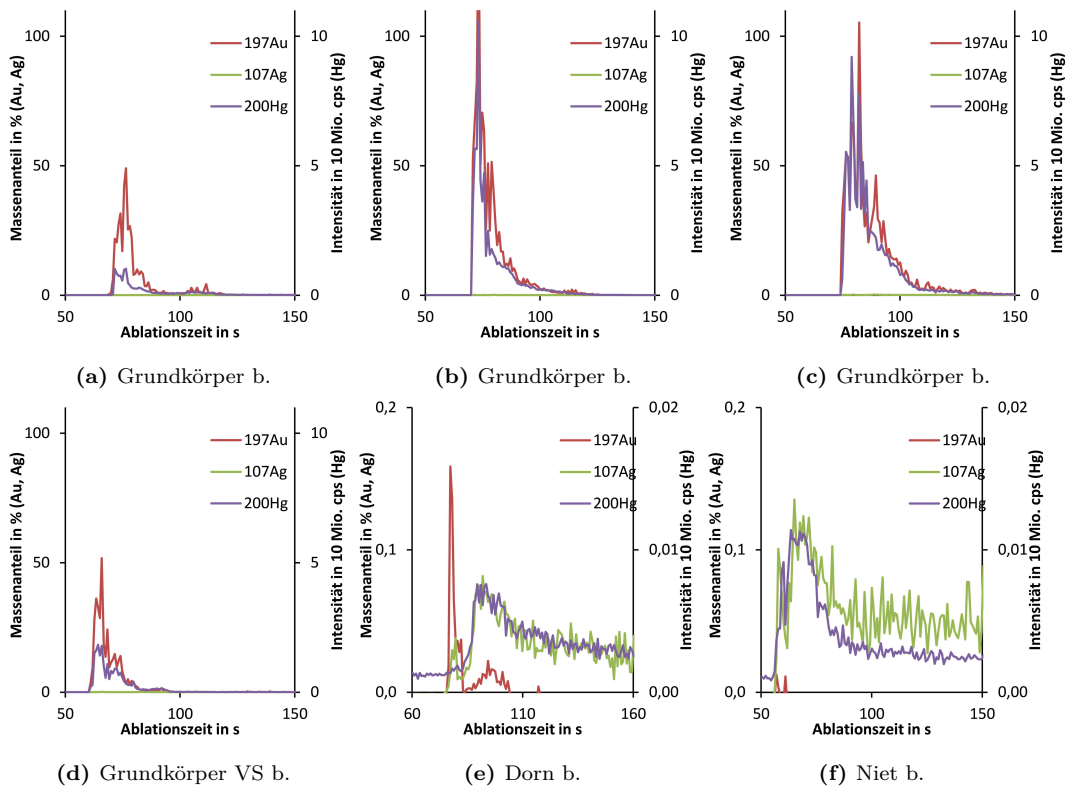 Massenanteil in % (Au, Ag)
100
50
0
197Au
107Ag
200Hg
10
5
0
Intensität in 10 Mio. cps (Hg)
50 100 150
Ablationszeit in s
(a) Grundkörper b.
Massenanteil in % (Au, Ag)
100
50
0
197Au
107Ag
200Hg
10
5
0
Intensität in 10 Mio. cps (Hg)
50 100 150
Ablationszeit in s
(b) Grundkörper b.
Massenanteil in % (Au, Ag)
100
50
0
197Au
107Ag
200Hg
10
5
0
Intensität in 10 Mio. cps (Hg)
50 100 150
Ablationszeit in s
(c) Grundkörper b.
Massenanteil in % (Au, Ag)
100
50
0
197Au
107Ag
200Hg
10
5
0
Intensität in 10 Mio. cps (Hg)
50 100 150
Ablationszeit in s
(d) Grundkörper VS b.
Massenanteil in % (Au, Ag)
0,2
0,1
0,0
197Au
107Ag
200Hg
0,02
0,01
0,00
Intensität in 10 Mio. cps (Hg)
60 110 160
Ablationszeit in s
(e) Dorn b.
Massenanteil in % (Au, Ag)
0,2
0,1
0,0
197Au
107Ag
200Hg
0,02
0,01
0,00
Intensität in 10 Mio. cps (Hg)
50 100 150
Ablationszeit in s
(f) Niet b.